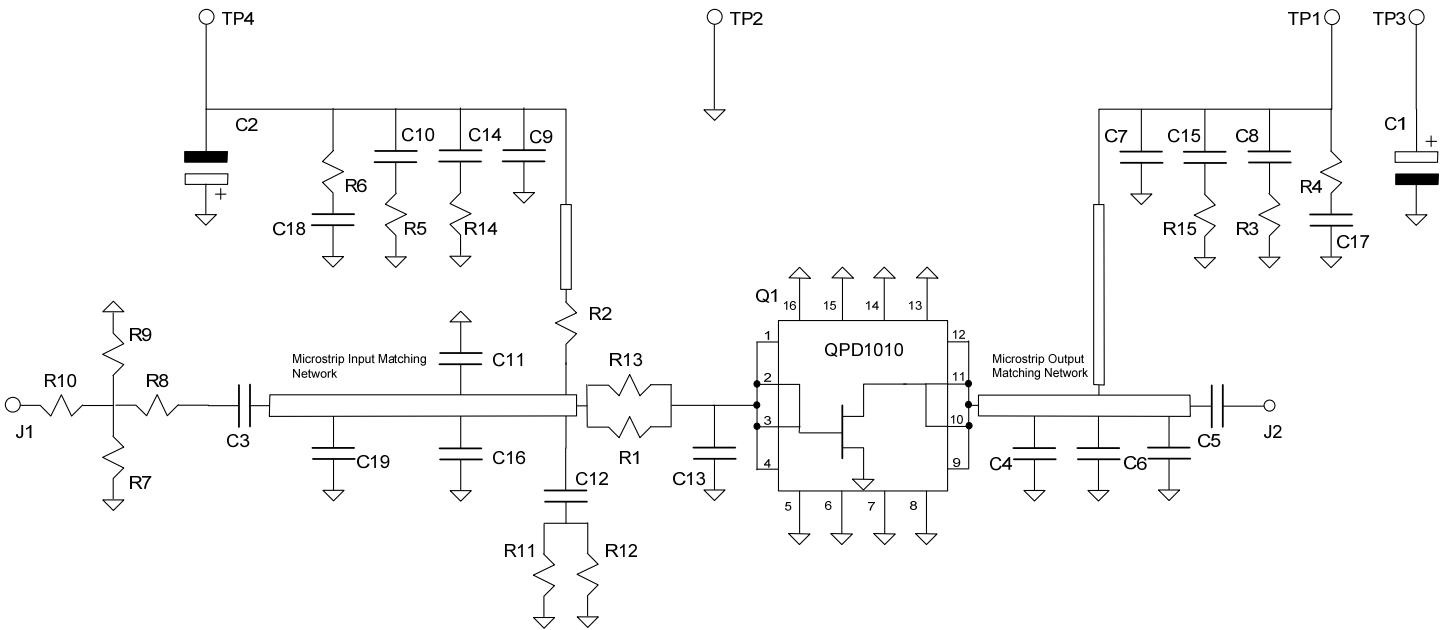 TP4
TP2
TP1
TP3
C2
C10
C14
C9
C7
C15
C8
C1
+
R6
R4
+
C18
R5
R14
R15
R3
C17
Q1
16
15
14
13
R9
R2
1
12
QPD1010
Microstrip Input Matching
Network
C11
R13
Microstrip Output
Matching Network
R10
R8
2
11
J1
C3
3
10
C5
J2
R7
C19
C16
R1
C13
4
9
C4
C6
C12
5
6
7
8
R11
R12